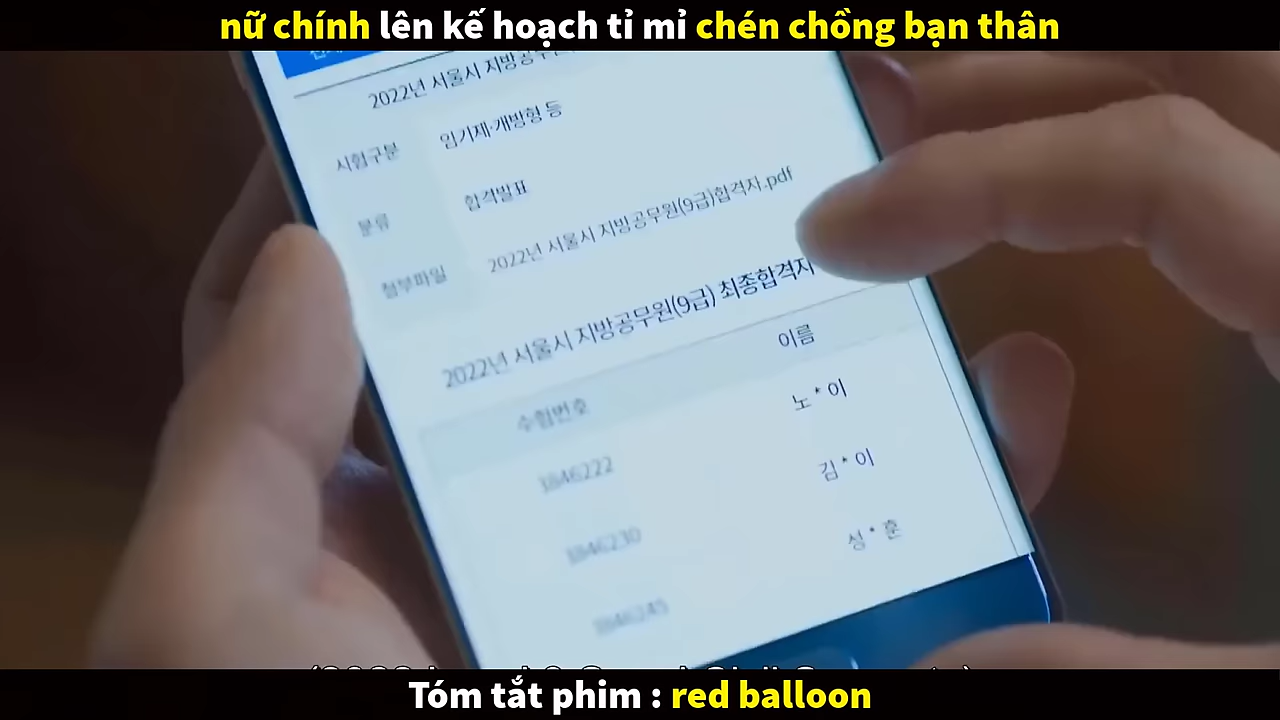 nữ chính lên kế hoạch tỉ mỉ chén chồng bạn thân
2022년 서울시 지방공무원
시험구분 임기제·개방형 등
분류 합격발표
첨부파일 2022년 서울시 지방공무원(9급)합격자.pdf
2022년 서울시 지방공무원(9급) 최종합격자
수험번호 이름
노*이
김*이
성*훈
Tóm tắt phim : red balloon